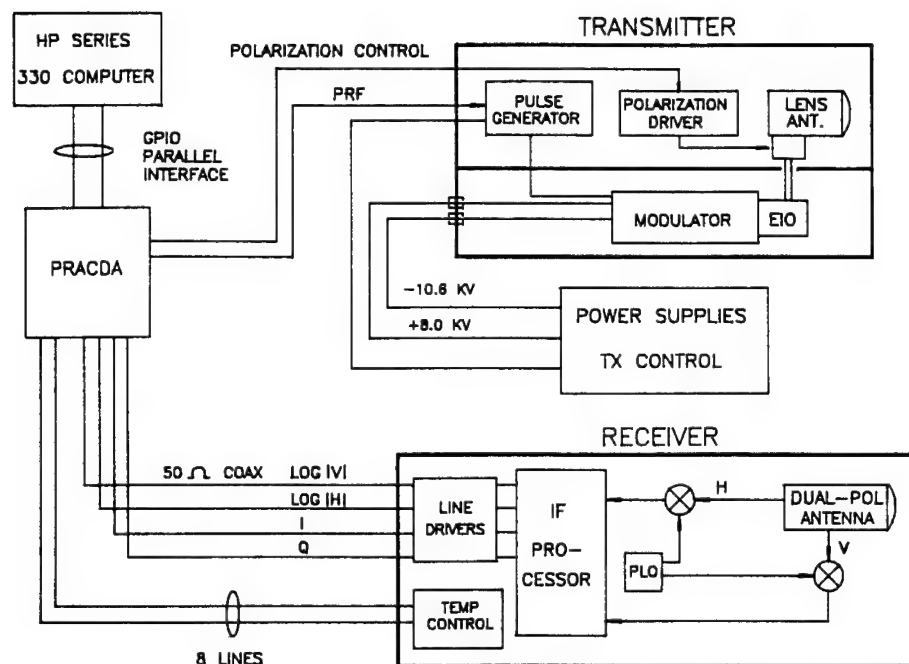 HP SERIES
330 COMPUTER
GPIO
PARALLEL
INTERFACE
PRACDA
POLARIZATION CONTROL
PRF
TRANSMITTER
PULSE
GENERATOR
POLARIZATION
DRIVER
LENS
ANT.
MODULATOR
EIO
-10.6 KV
+8.0 KV
POWER SUPPLIES
TX CONTROL
RECEIVER
50 Ω COAX
LOG |V|
LOG |H|
I
Q
LINE
DRIVERS
IF
PRO-
CESSOR
H
DUAL-POL
ANTENNA
V
PLO
TEMP
CONTROL
8 LINES